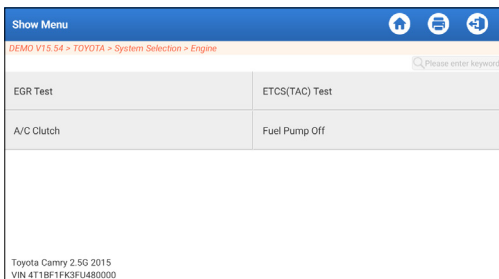 Show Menu
DEMO V15.54 > TOYOTA > System Selection > Engine
Please enter keyword
EGR Test
ETCS(TAC) Test
A/C Clutch
Fuel Pump Off
Toyota Camry 2.5G 2015
VIN 4T1BF1FK3FU480000